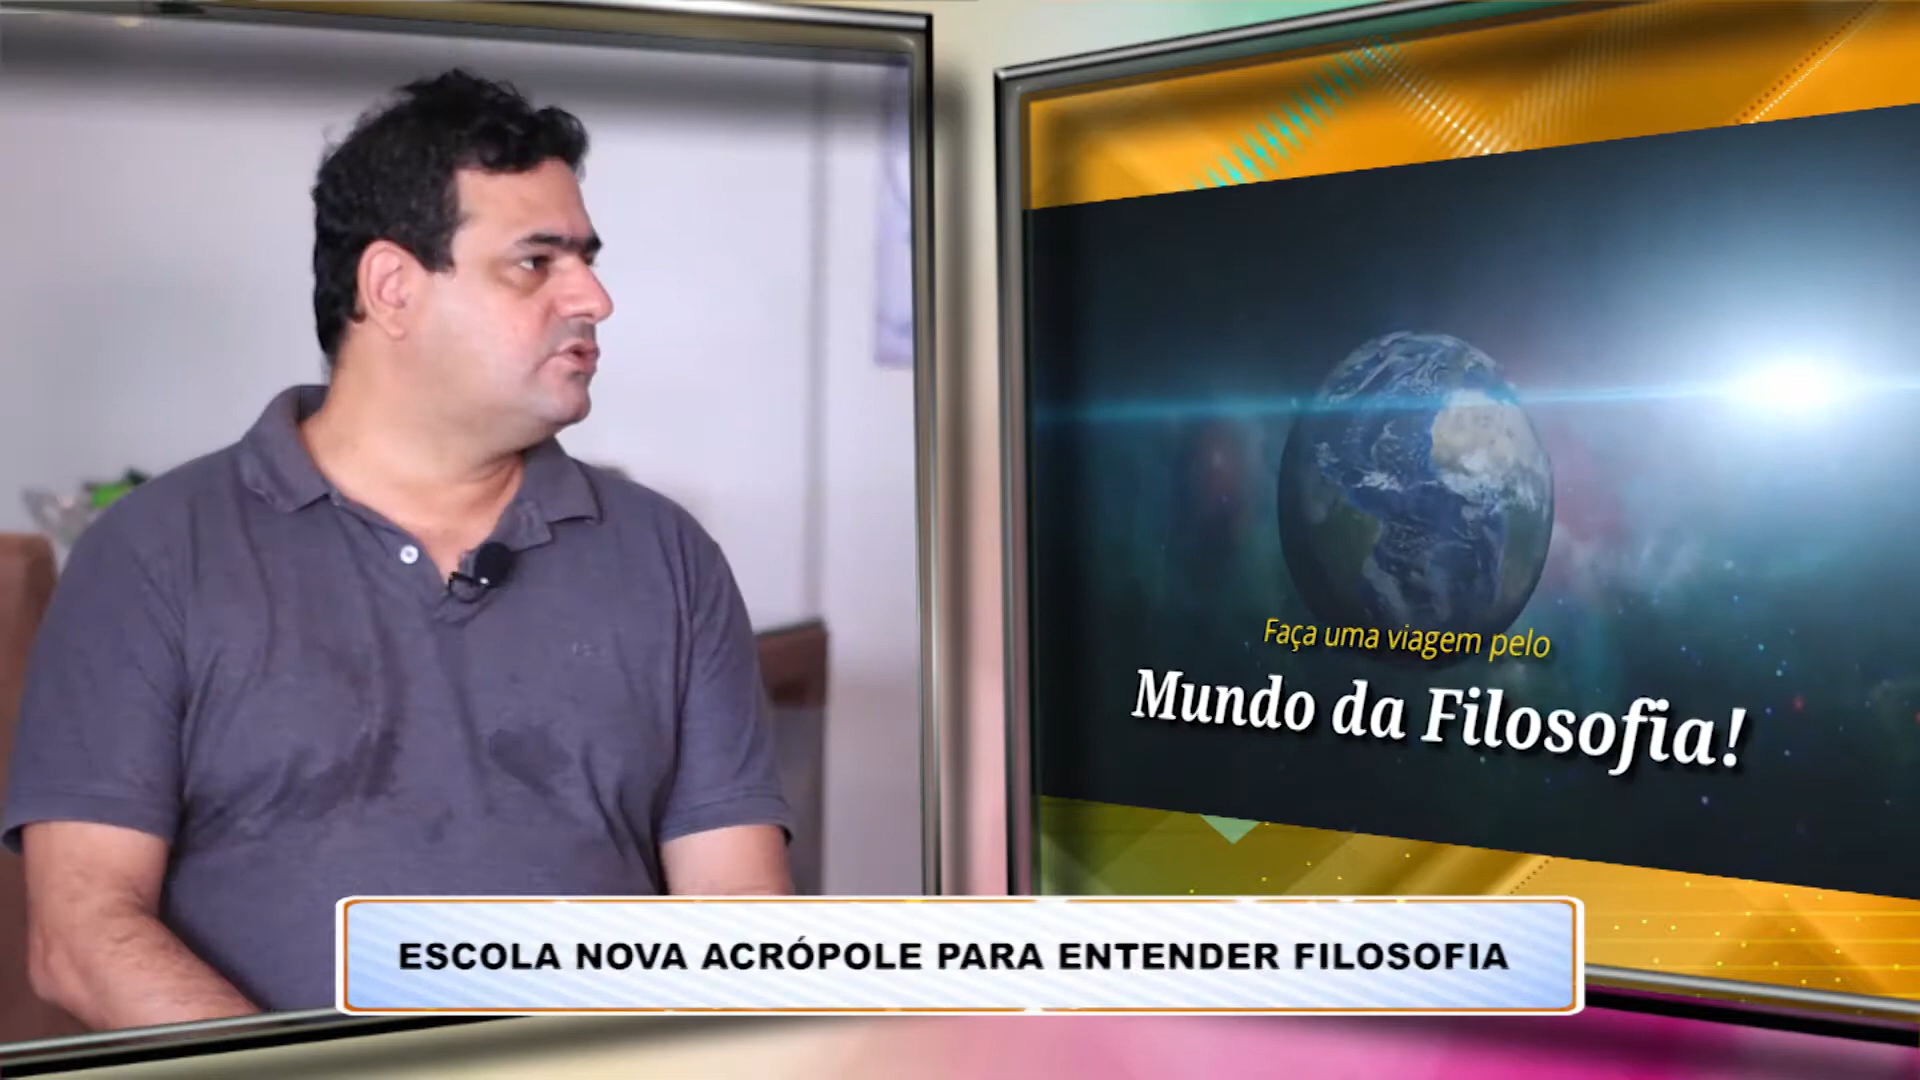 Faça uma viagem pelo
Mundo da Filosofia!
ESCOLA NOVA ACRÓPOLE PARA ENTENDER FILOSOFIA